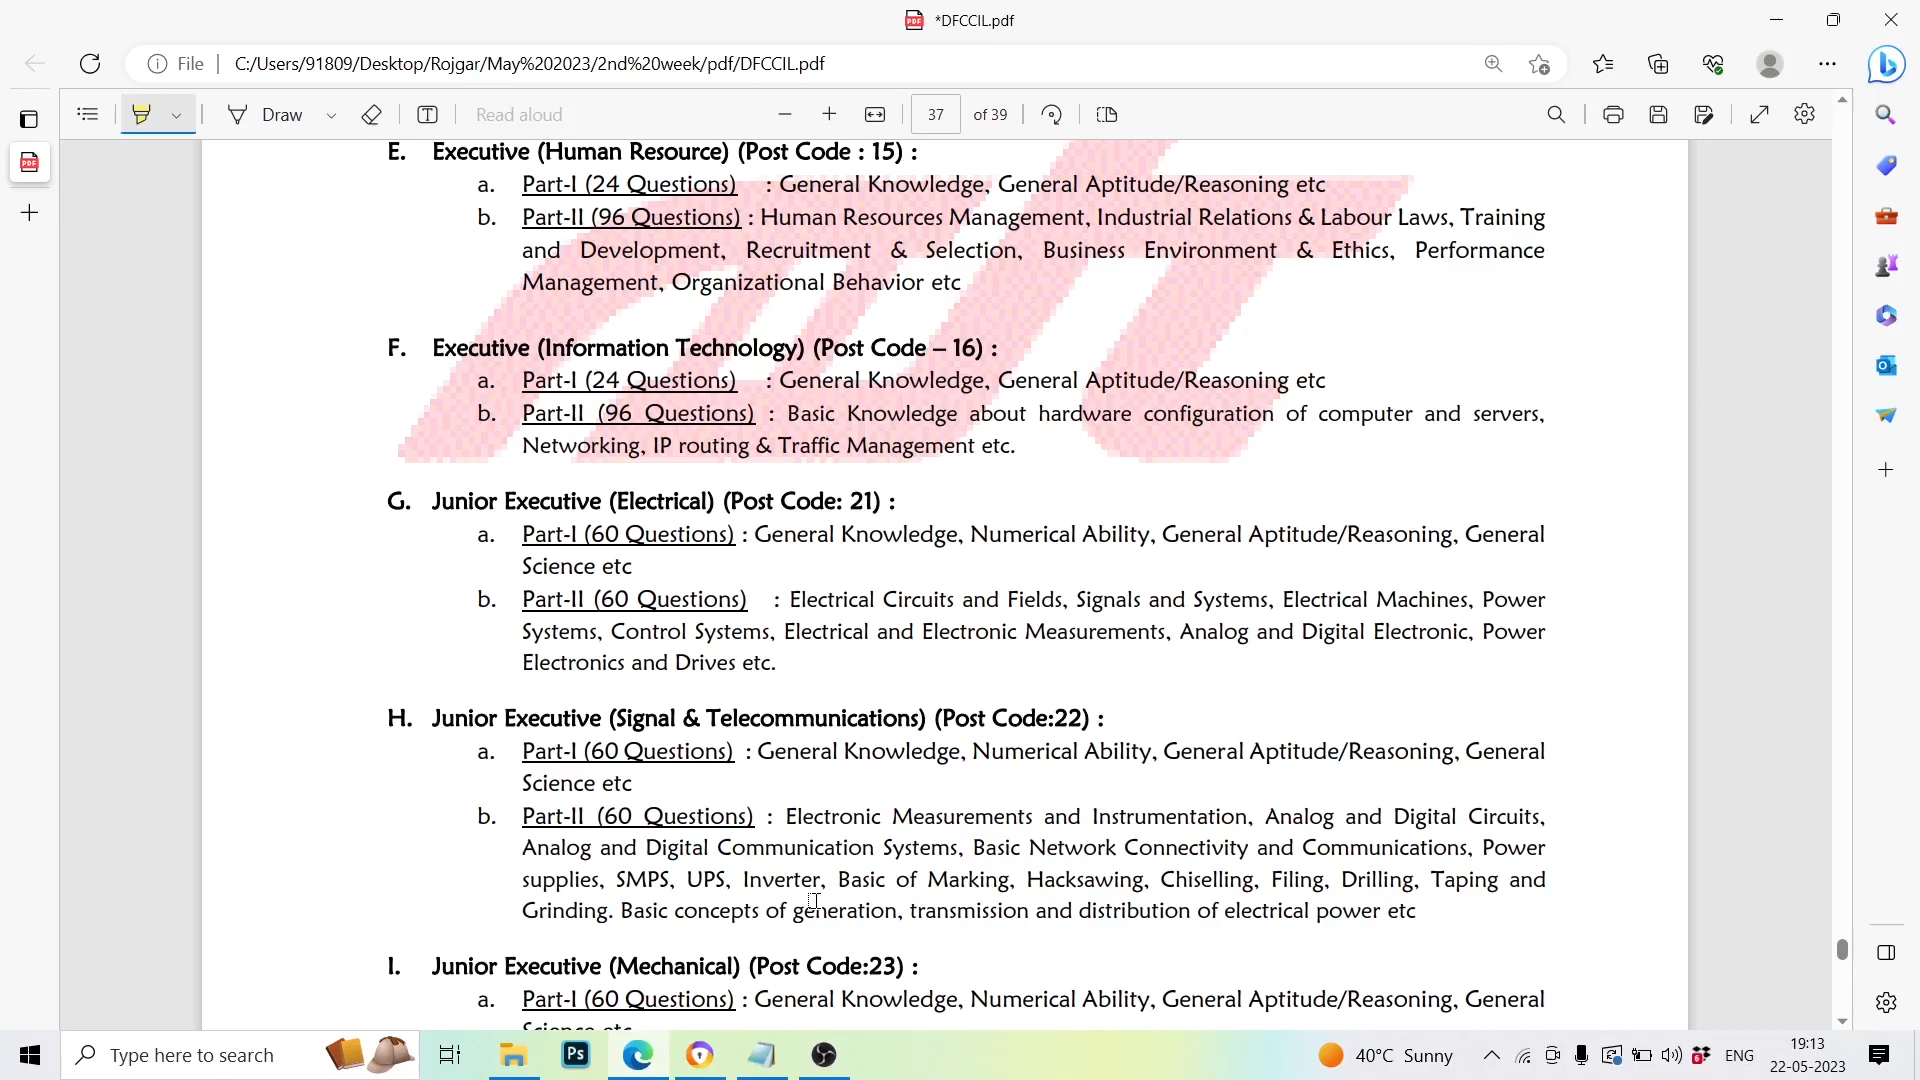 *DFCCIL.pdf
File
C:/Users/91809/Desktop/Rojgar/May%202023/2nd%20week/pdf/DFCCIL.pdf
Draw
Read aloud
37 of 39
E. Executive (Human Resource) (Post Code : 15) :
a. Part-I (24 Questions) : General Knowledge, General Aptitude/Reasoning etc
b. Part-II (96 Questions) : Human Resources Management, Industrial Relations & Labour Laws, Training
and Development, Recruitment & Selection, Business Environment & Ethics, Performance
Management, Organizational Behavior etc
F. Executive (Information Technology) (Post Code – 16) :
a. Part-I (24 Questions) : General Knowledge, General Aptitude/Reasoning etc
b. Part-II (96 Questions) : Basic Knowledge about hardware configuration of computer and servers,
Networking, IP routing & Traffic Management etc.
G. Junior Executive (Electrical) (Post Code: 21) :
a. Part-I (60 Questions) : General Knowledge, Numerical Ability, General Aptitude/Reasoning, General
Science etc
b. Part-II (60 Questions) : Electrical Circuits and Fields, Signals and Systems, Electrical Machines, Power
Systems, Control Systems, Electrical and Electronic Measurements, Analog and Digital Electronic, Power
Electronics and Drives etc.
H. Junior Executive (Signal & Telecommunications) (Post Code:22) :
a. Part-I (60 Questions) : General Knowledge, Numerical Ability, General Aptitude/Reasoning, General
Science etc
b. Part-II (60 Questions) : Electronic Measurements and Instrumentation, Analog and Digital Circuits,
Analog and Digital Communication Systems, Basic Network Connectivity and Communications, Power
supplies, SMPS, UPS, Inverter, Basic of Marking, Hacksawing, Chiselling, Filing, Drilling, Taping and
Grinding. Basic concepts of generation, transmission and distribution of electrical power etc
I. Junior Executive (Mechanical) (Post Code:23) :
a. Part-I (60 Questions) : General Knowledge, Numerical Ability, General Aptitude/Reasoning, General
Science etc
Type here to search
Ps
40°C Sunny
ENG
19:13
22-05-2023